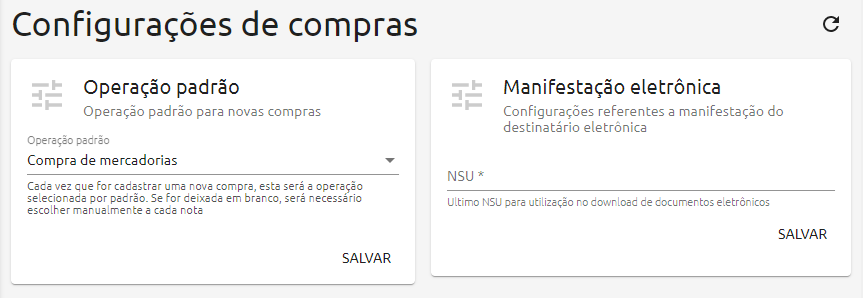 Configurações de compras
Operação padrão
Operação padrão para novas compras
Operação padrão
Compra de mercadorias
Cada vez que for cadastrar uma nova compra, esta será a operação
selecionada por padrão. Se for deixada em branco, será necessário
escolher manualmente a cada nota
SALVAR
Manifestação eletrônica
Configurações referentes a manifestação do
destinatário eletrônica
NSU *
Ultimo NSU para utilização no download de documentos eletrônicos
SALVAR